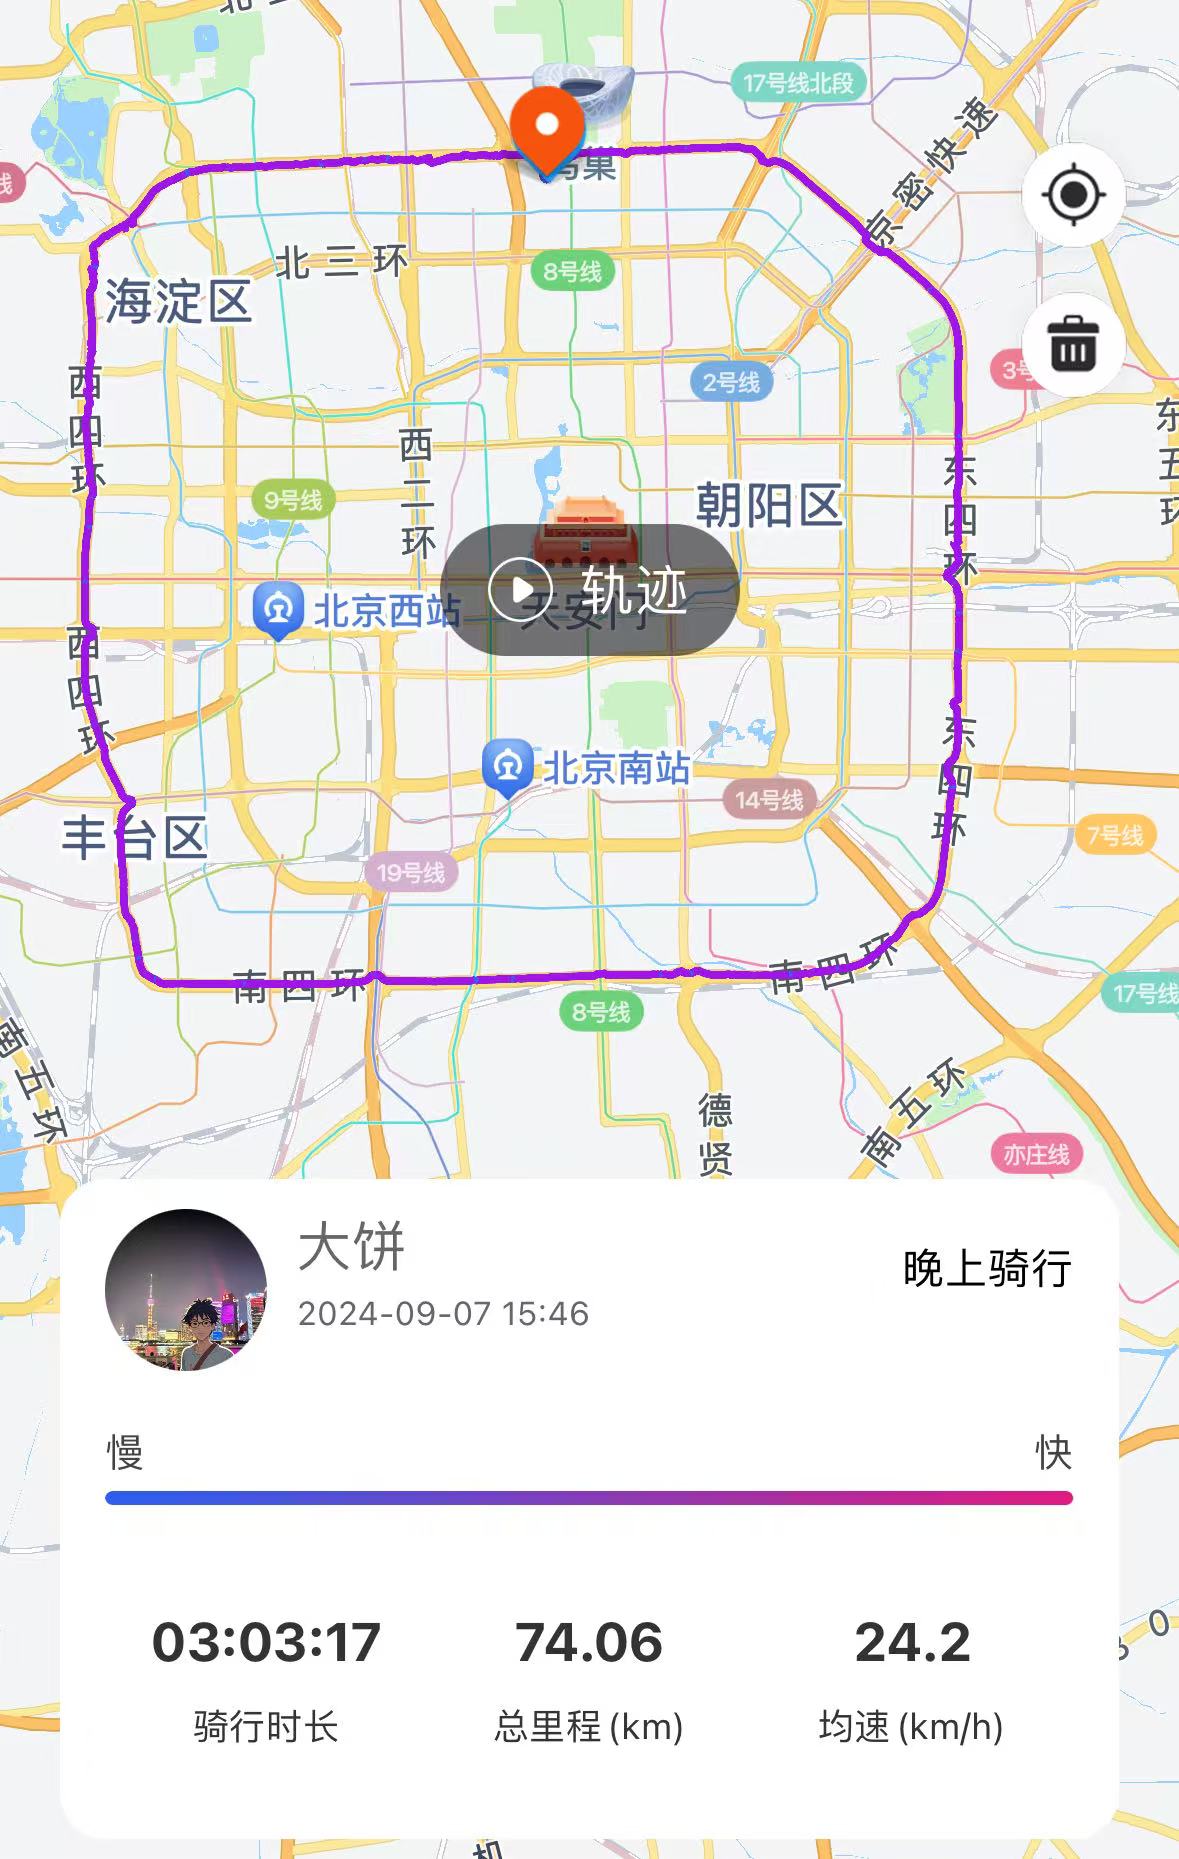 17号线北段
京密快速
鸟巢
北三环
8号线
海淀区
2号线
西四环
西二环
9号线
朝阳区
东四环
轨迹
天安门
北京西站
西四环
东四环
北京南站
14号线
丰台区
7号线
19号线
南四环
南四环
17号线
8号线
南五环
南五环
德贤
亦庄线
大饼
晚上骑行
2024-09-07 15:46
慢
快
03:03:17
74.06
24.2
骑行时长
总里程(km)
均速(km/h)